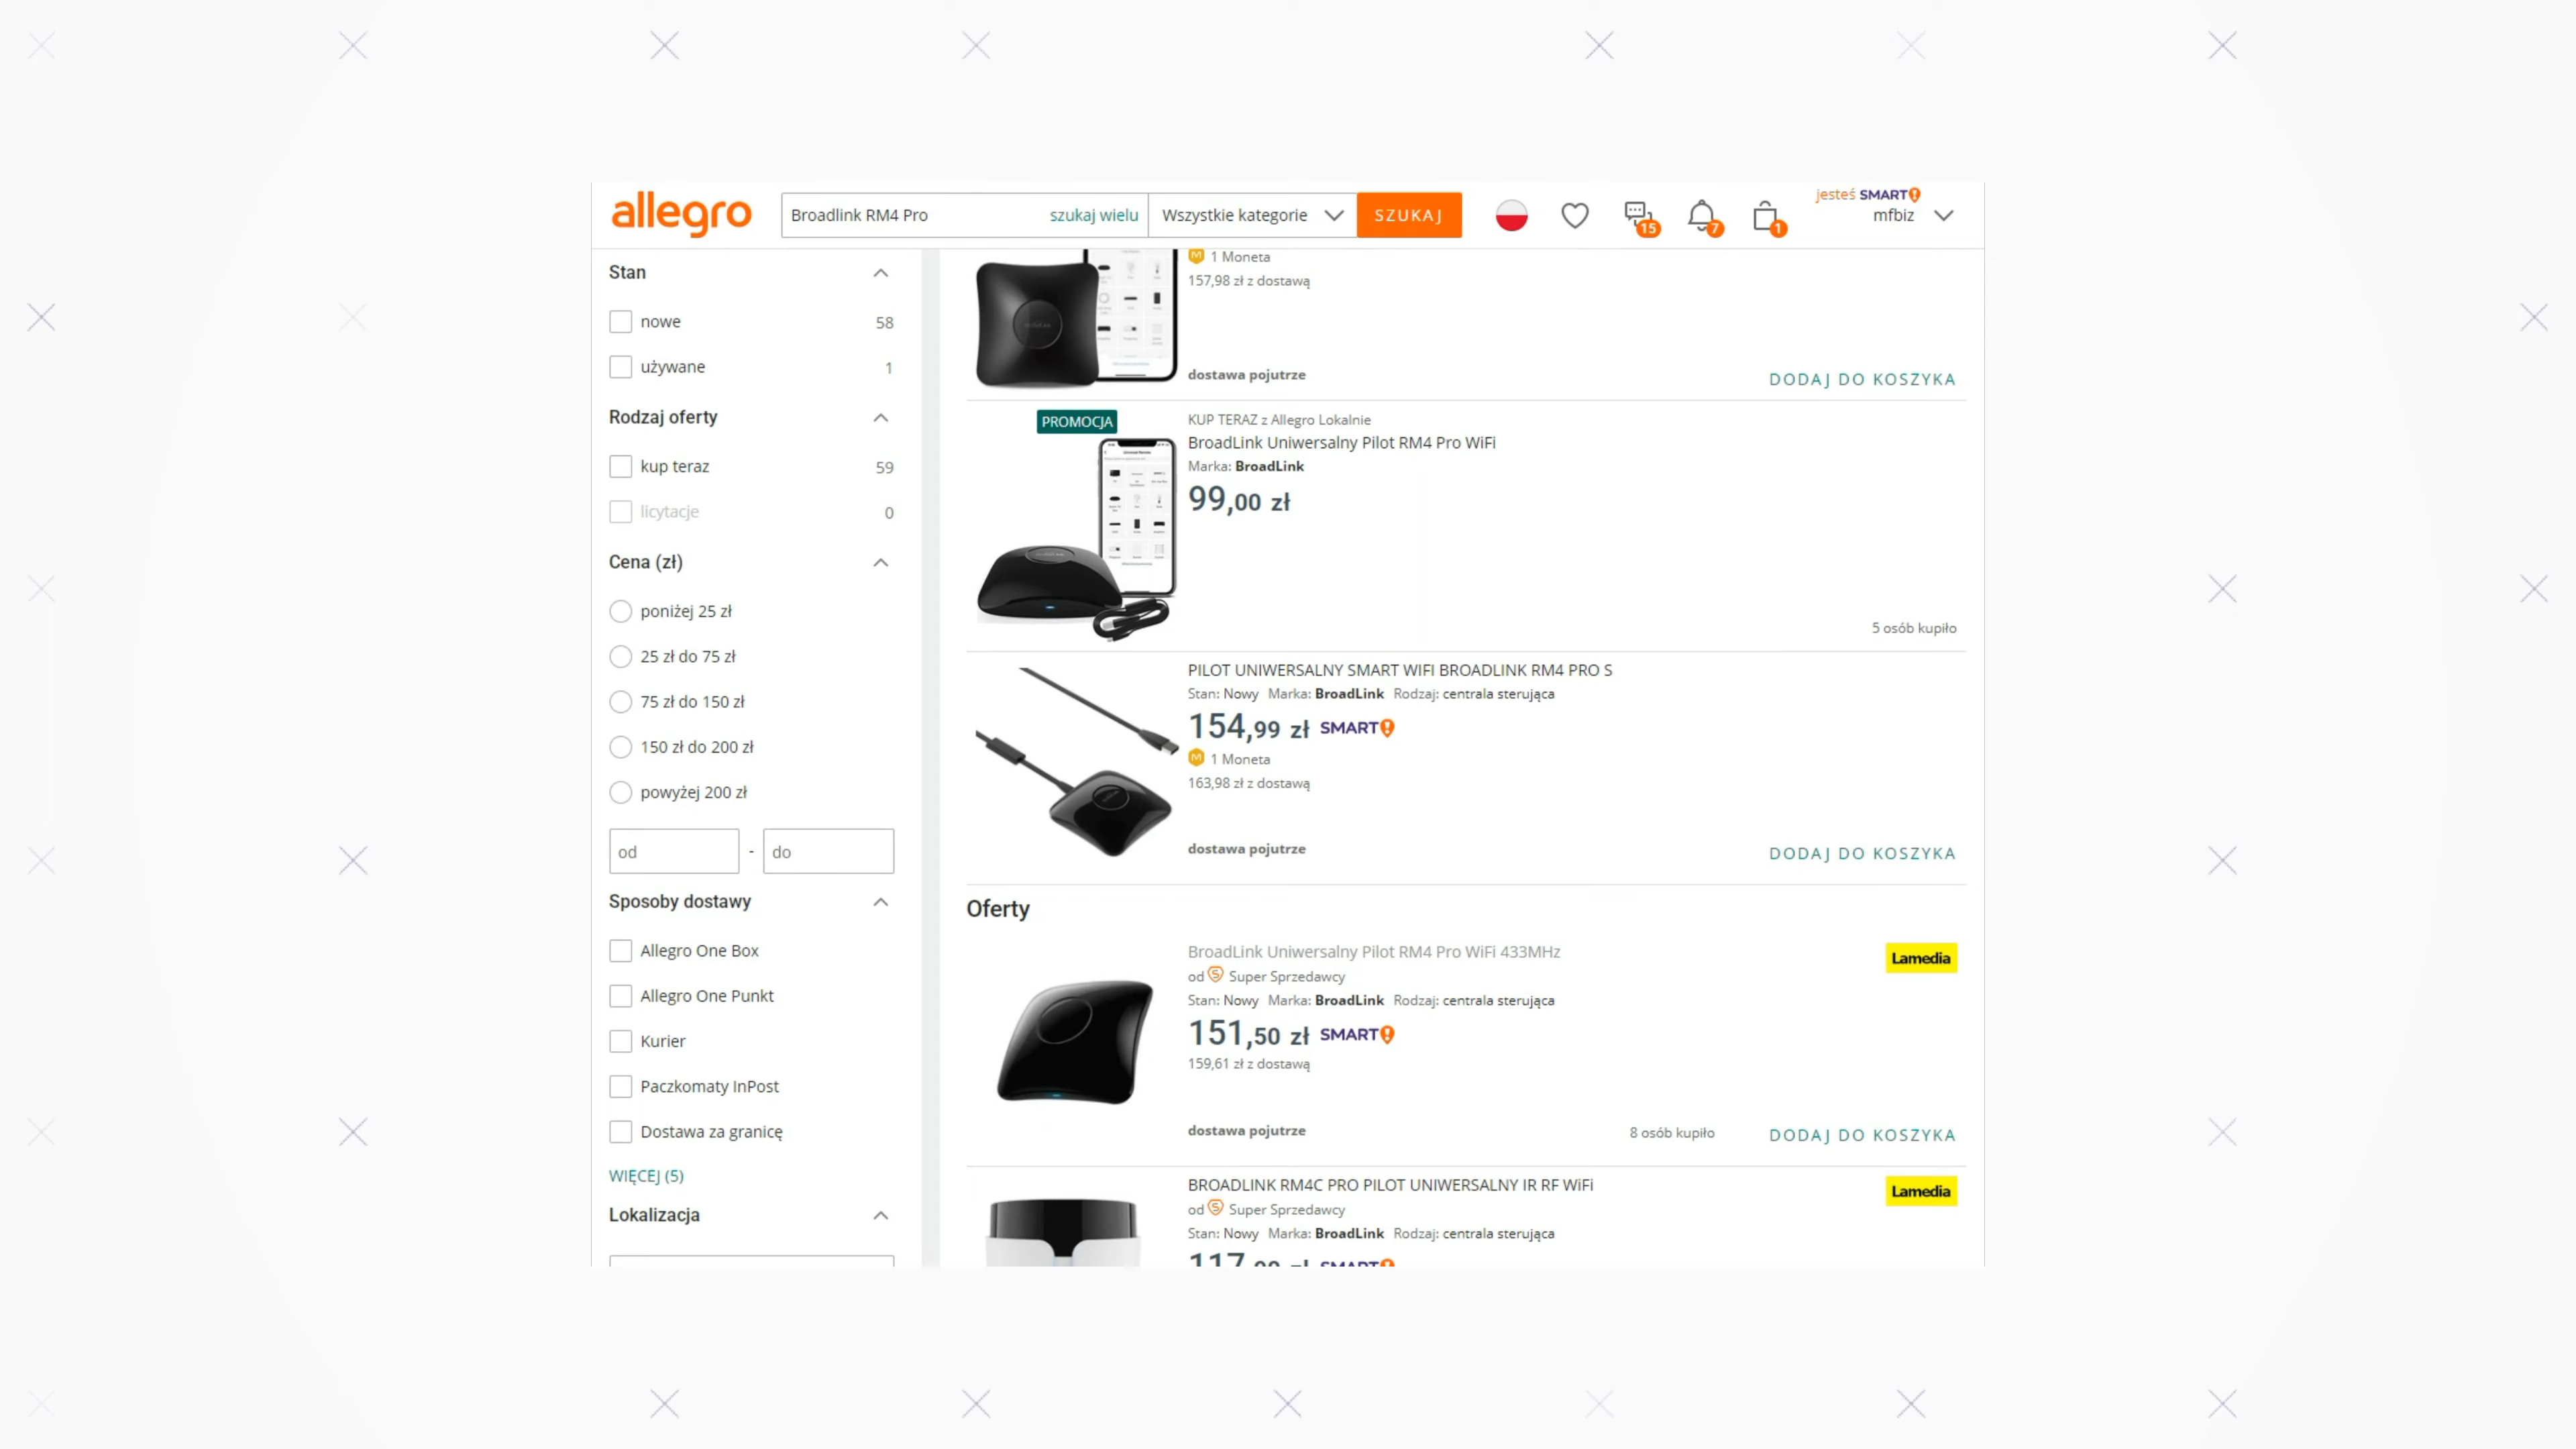 allegro
Broadlink RM4 Pro
szukaj wielu
Wszystkie kategorie
SZUKAJ
15
7
1
jesteś SMART!
mfbiz
Stan
nowe 58
używane 1
Rodzaj oferty
kup teraz 59
licytacje 0
Cena (zł)
poniżej 25 zł
25 zł do 75 zł
75 zł do 150 zł
150 zł do 200 zł
powyżej 200 zł
od - do
Sposoby dostawy
Allegro One Box
Allegro One Punkt
Kurier
Paczkomaty InPost
Dostawa za granicę
WIĘCEJ (5)
Lokalizacja
M 1 Moneta
157,98 zł z dostawą
dostawa pojutrze
DODAJ DO KOSZYKA
PROMOCJA
KUP TERAZ z Allegro Lokalnie
BroadLink Uniwersalny Pilot RM4 Pro WiFi
Marka: BroadLink
99,00 zł
5 osób kupiło
PILOT UNIWERSALNY SMART WIFI BROADLINK RM4 PRO S
Stan: Nowy Marka: BroadLink Rodzaj: centrala sterująca
154,99 zł SMART!
M 1 Moneta
163,98 zł z dostawą
dostawa pojutrze
DODAJ DO KOSZYKA
Oferty
BroadLink Uniwersalny Pilot RM4 Pro WiFi 433MHz
Lamedia
od S Super Sprzedawcy
Stan: Nowy Marka: BroadLink Rodzaj: centrala sterująca
151,50 zł SMART!
159,61 zł z dostawą
dostawa pojutrze
8 osób kupiło
DODAJ DO KOSZYKA
BROADLINK RM4C PRO PILOT UNIWERSALNY IR RF WiFi
Lamedia
od S Super Sprzedawcy
Stan: Nowy Marka: BroadLink Rodzaj: centrala sterująca